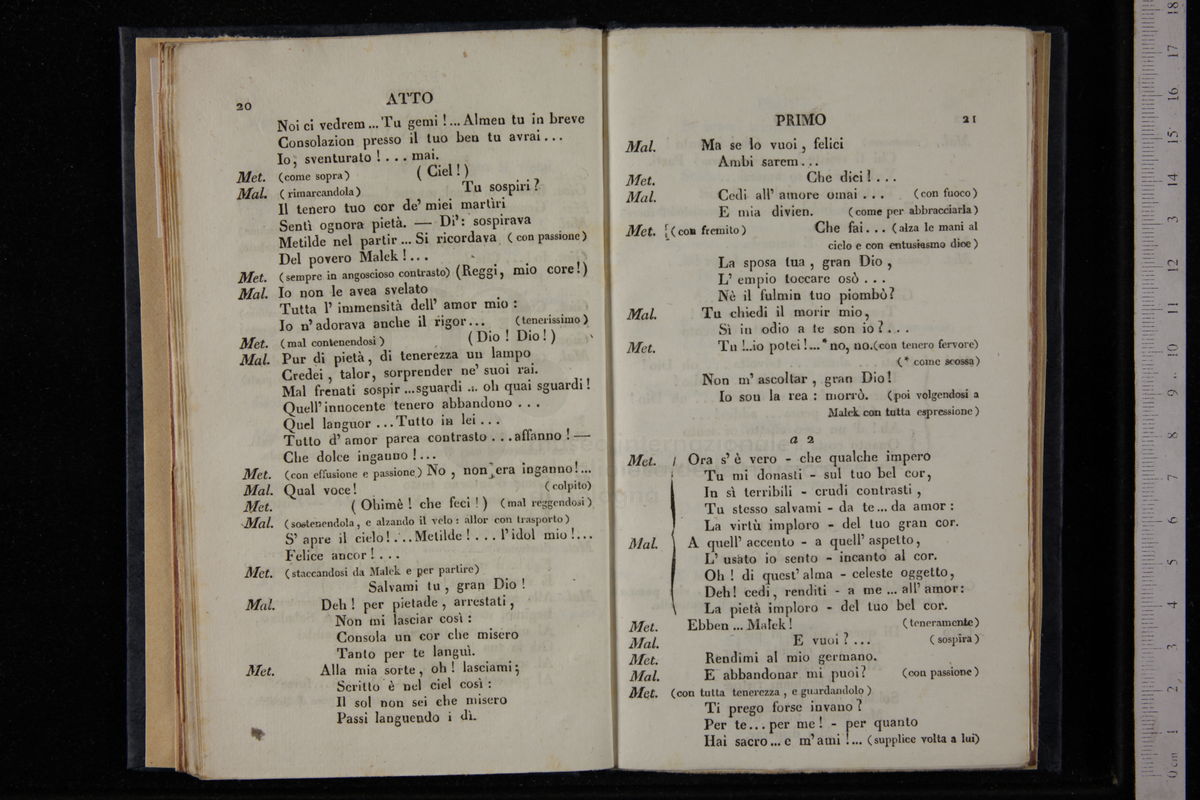 20 ATTO
Noi ci vedrem ... Tu gemi ! ... Almen tu in breve
Consolazion presso il tuo ben tu avrai ...
Io, sventurato ! ... mai.
Met. (come sopra) ( Ciel ! )
Mal. ( rimarcandola ) Tu sospiri ?
Il tenero tuo cor de' miei martìri
Sentì ognora pietà. — Di' : sospirava
Metilde nel partir ... Si ricordava ( con passione )
Del povero Malek ! ...
Met. ( sempre in angoscioso contrasto) (Reggi, mio core!)
Mal. Io non le avea svelato
Tutta l' immensità dell' amor mio :
Io n' adorava anche il rigor ... (tenerissimo)
Met. ( mal contenendosi ) ( Dio ! Dio ! )
Mal. Pur di pietà, di tenerezza un lampo
Credei, talor, sorprender ne' suoi rai.
Mal frenati sospir ... sguardi ... oh quai sguardi !
Quell' innocente tenero abbandono ...
Quel languor ... Tutto in lei ...
Tutto d' amor parea contrasto ... affanno ! —
Che dolce inganno ! ...
Met. (con effusione e passione) No, non era inganno! ...
Mal. Qual voce ! ( colpito)
Met. ( Ohimè ! che feci ! ) ( mal reggendosi )
Mal. ( sostenendola, e alzando il velo : allor con trasporto )
S' apre il cielo! ... Metilde ! ... l' idol mio! ...
Felice ancor ! ...
Met. ( staccandosi da Malek e per partire)
Salvami tu, gran Dio !
Mal. Deh ! per pietade, arrestati,
Non mi lasciar così :
Consola un cor che misero
Tanto per te languì.
Met. Alla mia sorte, oh ! lasciami ;
Scritto è nel ciel così :
Il sol non sei che misero
Passi languendo i dì.
PRIMO 21
Mal. Ma se lo vuoi, felici
Ambi sarem ...
Met. Che dici ! ...
Mal. Cedi all' amore omai ... (con fuoco)
E mia divien. (come per abbracciarla)
Met. (con fremito) Che fai ... (alza le mani al
cielo e con entusiasmo dice )
La sposa tua, gran Dio,
L' empio toccare osò ...
Nè il fulmin tuo piombò ?
Mal. Tu chiedi il morir mio,
Sì in odio a te son io ? ...
Met. Tu !..io potei !...* no, no.(con tenero fervore)
(* come scossa)
Non m' ascoltar, gran Dio !
Io son la rea : morrò. (poi volgendosi a
Malek con tutta espressione )
a 2
Met. Ora s' è vero - che qualche impero
Tu mi donasti - sul tuo bel cor,
In sì terribili - crudi contrasti,
Tu stesso salvami - da te ... da amor :
La virtù imploro - del tuo gran cor.
Mal. A quell' accento - a quell' aspetto,
L' usato io sento - incanto al cor.
Oh ! di quest' alma - celeste oggetto,
Deh! cedi, renditi - a me ... all' amor:
La pietà imploro - del tuo bel cor.
Met. Ebben ... Malek ! ( teneramente)
Mal. E vuoi ? ... ( sospira )
Met. Rendimi al mio germano.
Mal. E abbandonar mi puoi? (con passione)
Met. (con tutta tenerezza, e guardandolo )
Ti prego forse invano ?
Per te ... per me ! - per quanto
Hai sacro ... e m' ami ! ... (supplice volta a lui)